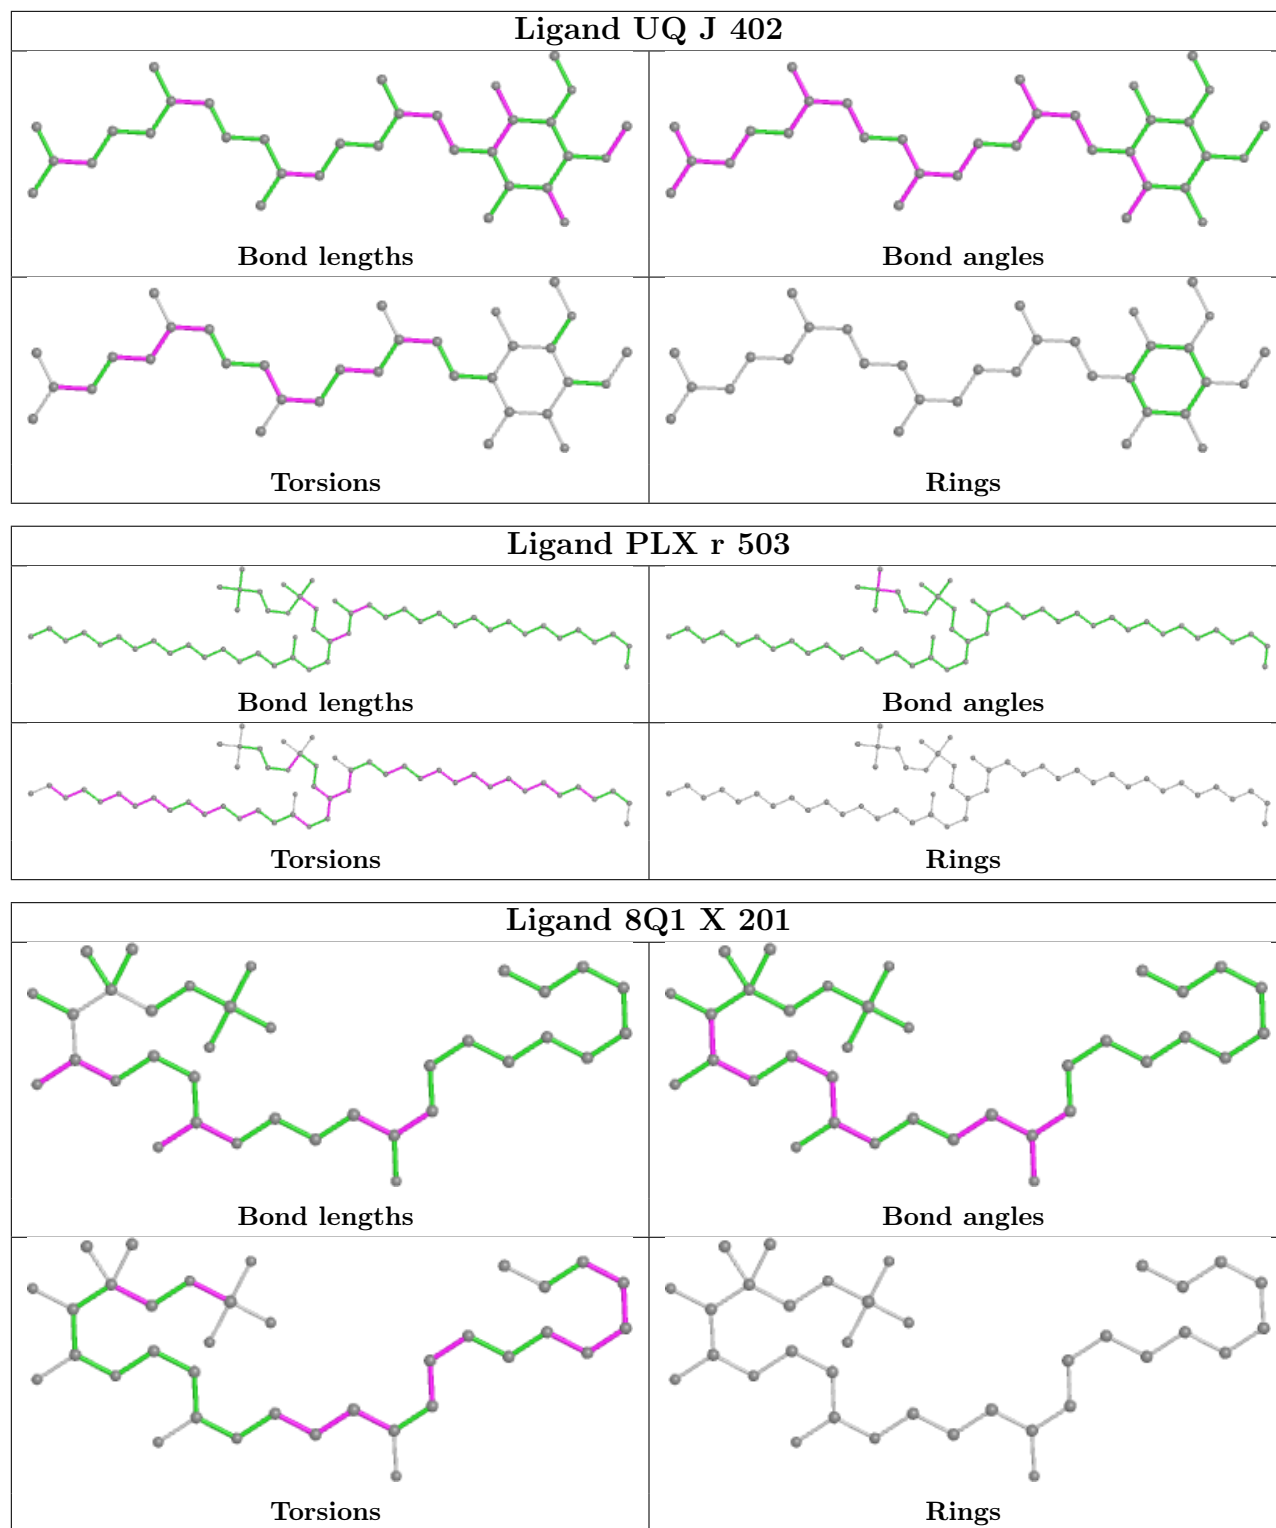 Ligand UQ J 402
Bond lengths
Bond angles
Torsions
Rings
Ligand PLX r 503
Bond lengths
Bond angles
Torsions
Rings
Ligand 8Q1 X 201
Bond lengths
Bond angles
Torsions
Rings